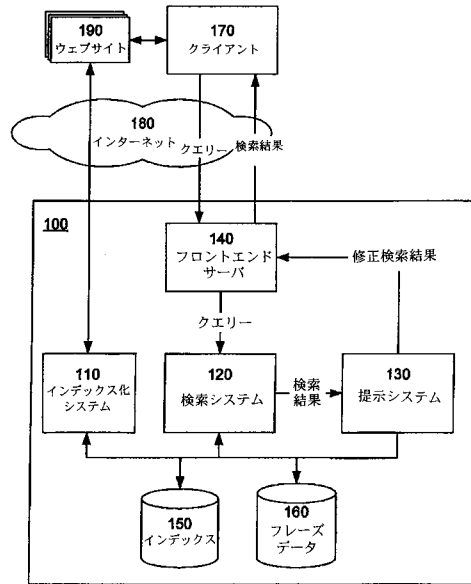 190
ウェブサイト
170
クライアント
180
インターネット
クエリー
検索結果
100
140
フロントエンド
サーバ
修正検索結果
クエリー
110
インデックス化
システム
120
検索システム
検索
結果
130
提示システム
150
インデックス
160
フレーズ
データ